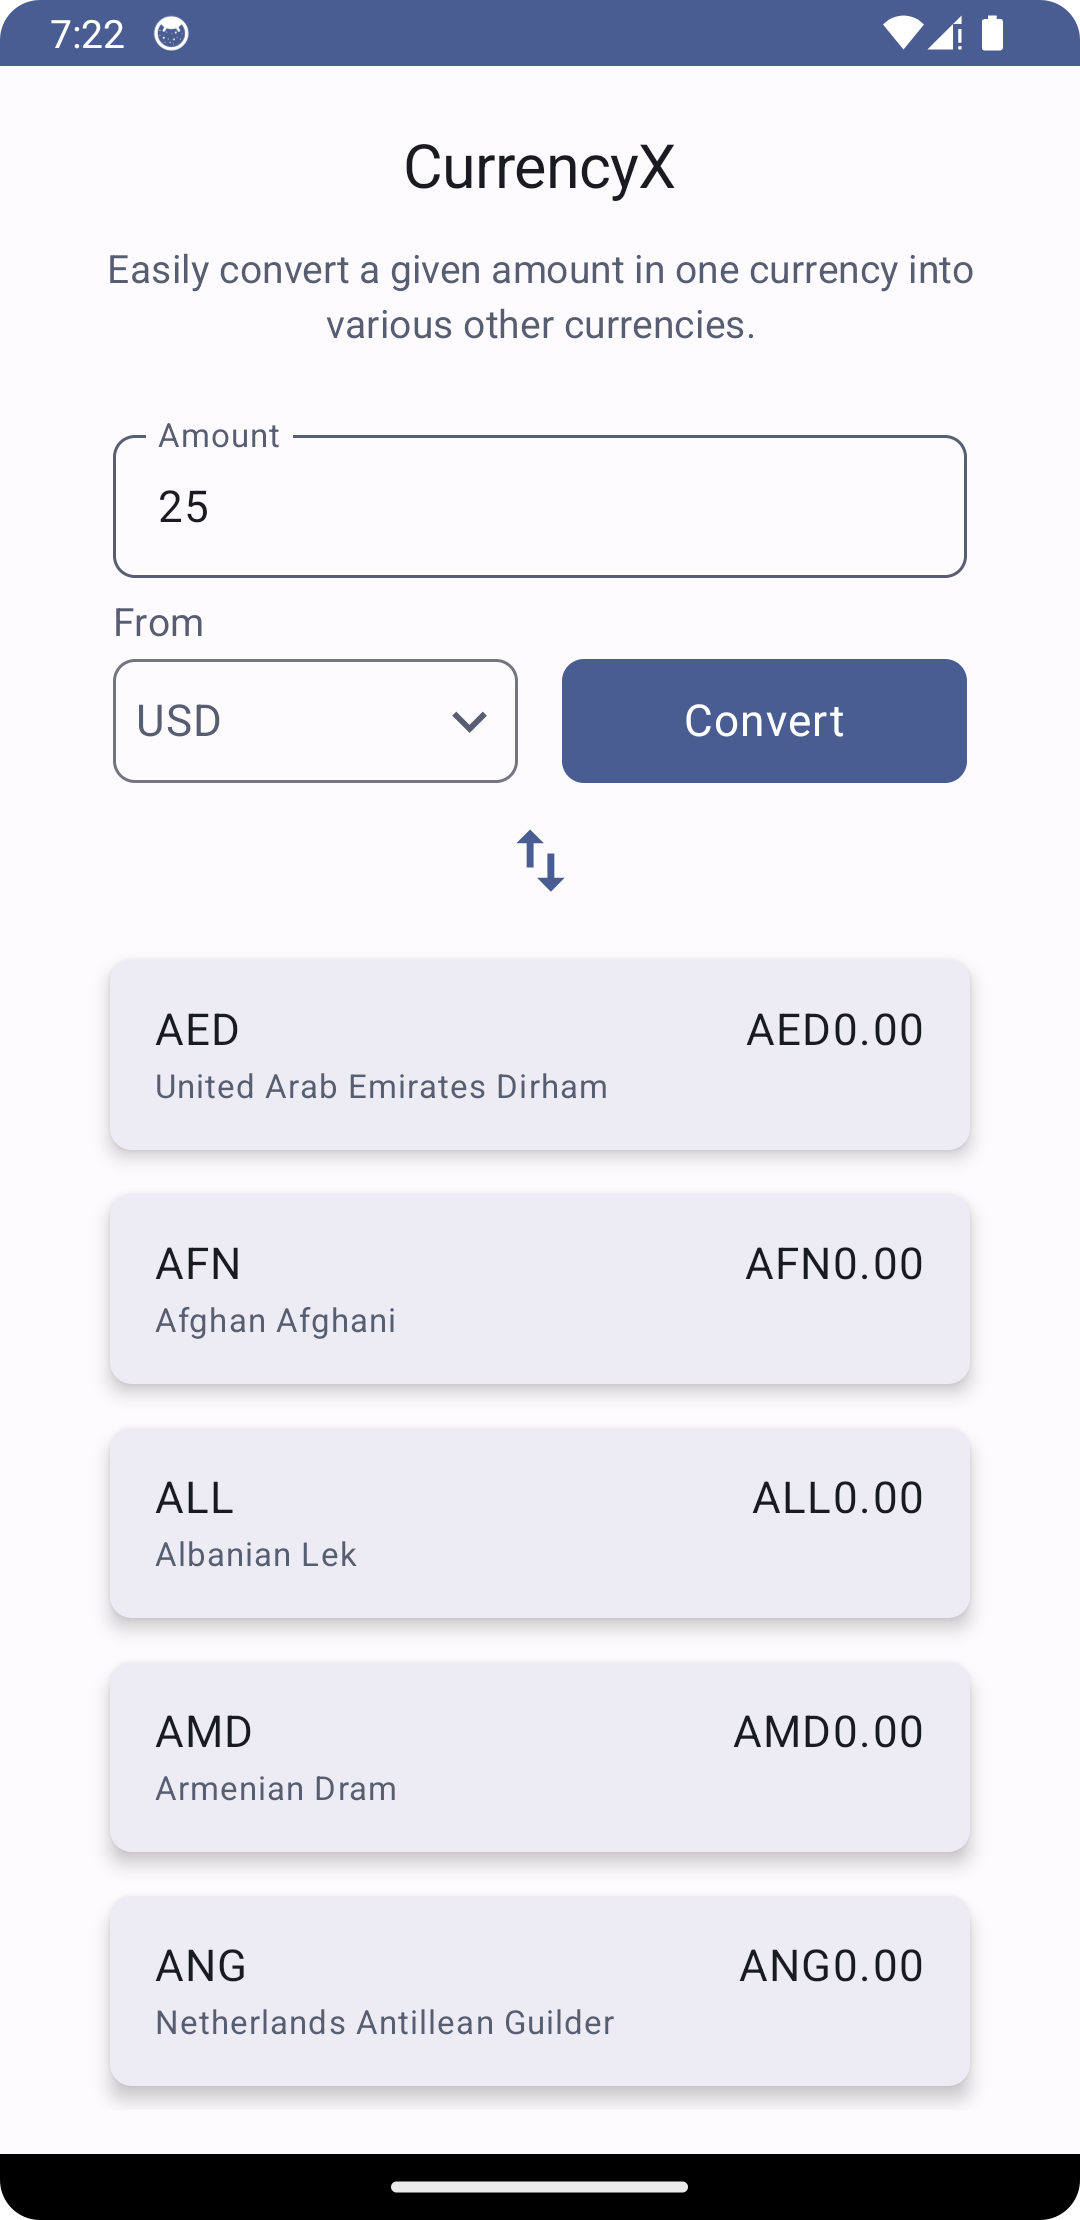 7:22
CurrencyX
Easily convert a given amount in one currency into
various other currencies.
Amount
25
From
USD
Convert
AED
AED0.00
United Arab Emirates Dirham
AFN
AFN0.00
Afghan Afghani
ALL
ALL0.00
Albanian Lek
AMD
AMD0.00
Armenian Dram
ANG
ANG0.00
Netherlands Antillean Guilder